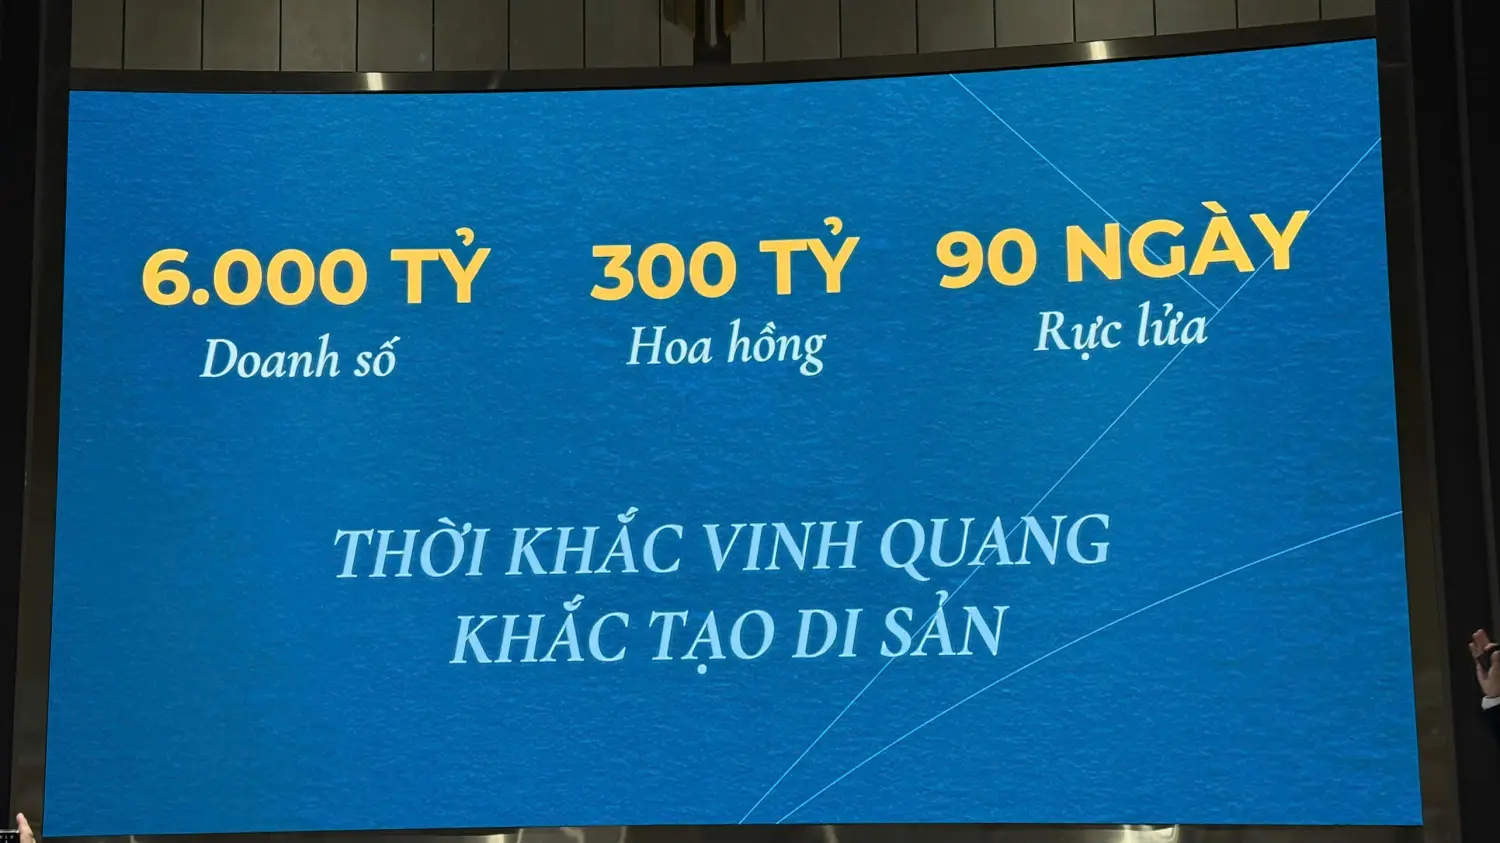 6.000 TỶ
Doanh số
300 TỶ
Hoa hồng
90 NGÀY
Rực lửa
THỜI KHẮC VINH QUANG
KHẮC TẠO DI SẢN